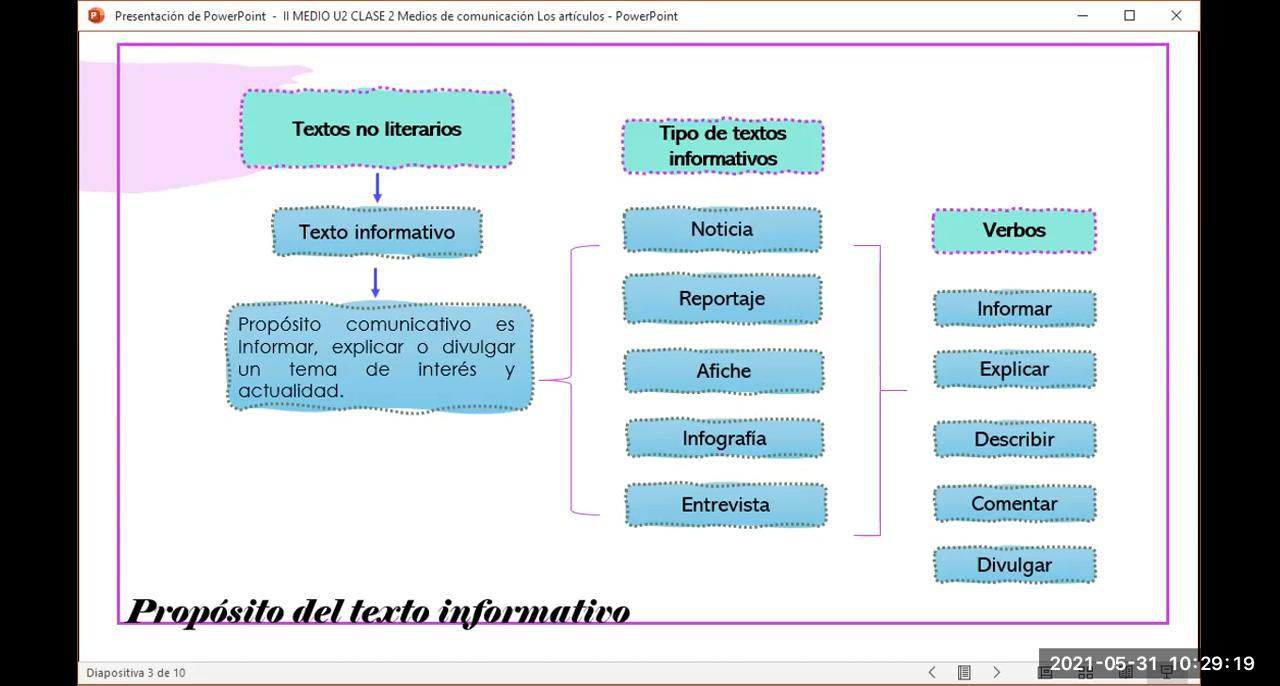 Presentación de PowerPoint - II MEDIO U2 CLASE 2 Medios de comunicación Los artículos - PowerPoint
Textos no literarios
Texto informativo
Propósito comunicativo es
Informar, explicar o divulgar
un tema de interés y
actualidad.
Tipo de textos
informativos
Noticia
Reportaje
Afiche
Infografía
Entrevista
Verbos
Informar
Explicar
Describir
Comentar
Divulgar
Propósito del texto informativo
Diapositiva 3 de 10
2021-05-31 10:29:19